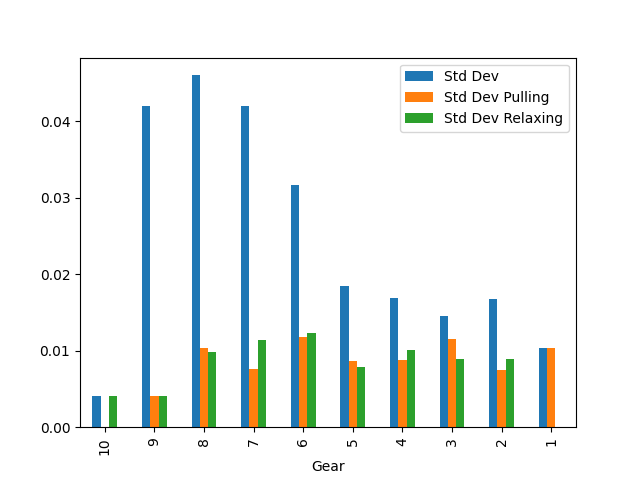 Std Dev
Std Dev Pulling
Std Dev Relaxing
0.04
0.03
0.02
0.01
0.00
10 9 8 7 6 5 4 3 2 1
Gear